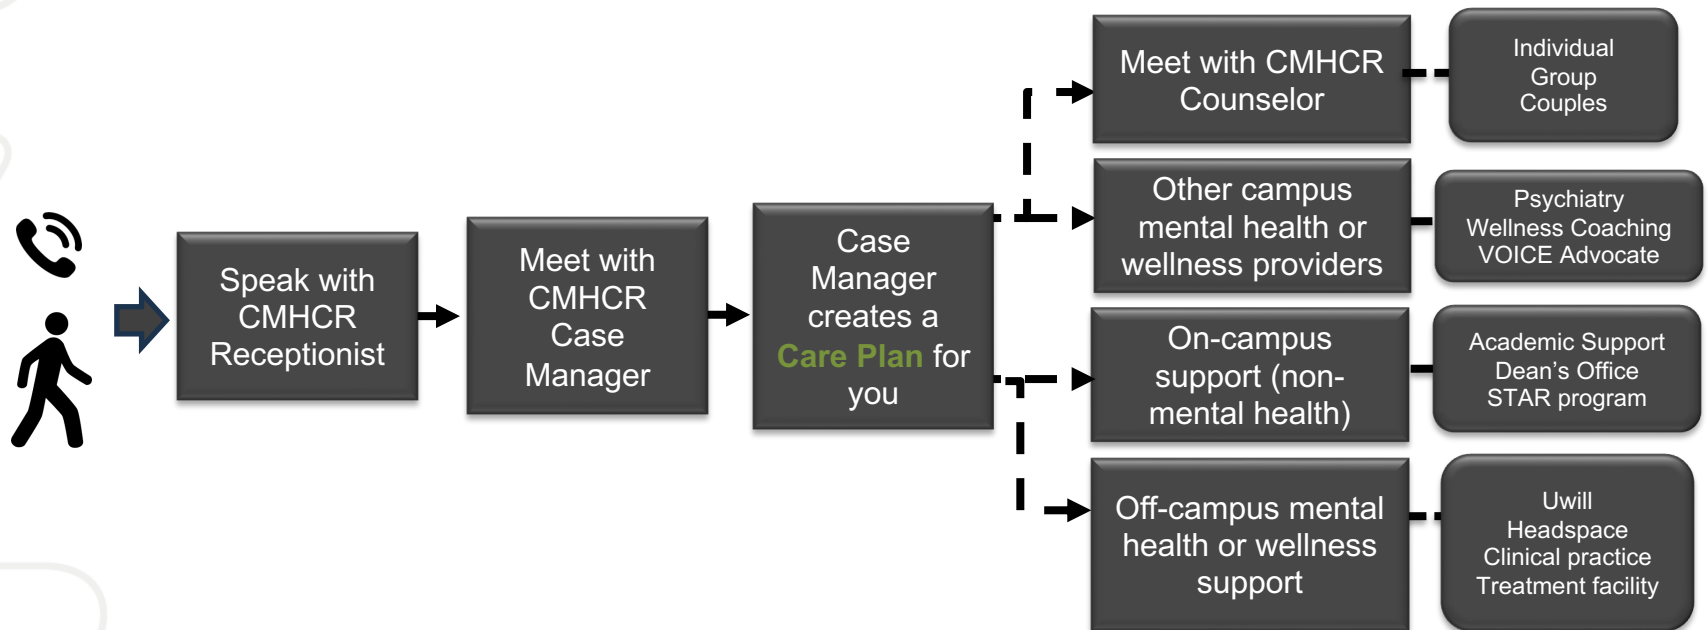 Speak with
CMHCR
Receptionist
Meet with
CMHCR
Case
Manager
Case
Manager
creates a
Care Plan for
you
Meet with CMHCR
Counselor
Individual
Group
Couples
Other campus
mental health or
wellness providers
Psychiatry
Wellness Coaching
VOICE Advocate
On-campus
support (non-
mental health)
Academic Support
Dean’s Office
STAR program
Off-campus mental
health or wellness
support
Uwill
Headspace
Clinical practice
Treatment facility